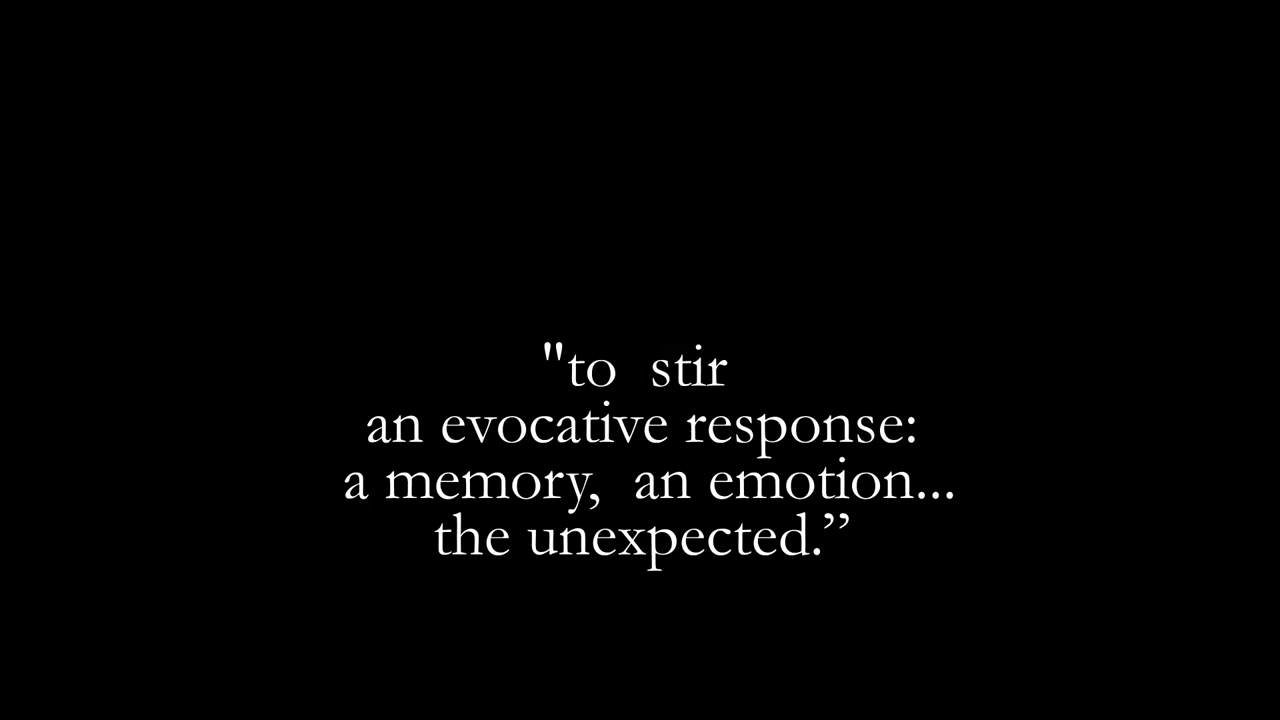 "to  stir
an evocative response:
a memory,  an emotion...
the unexpected.”